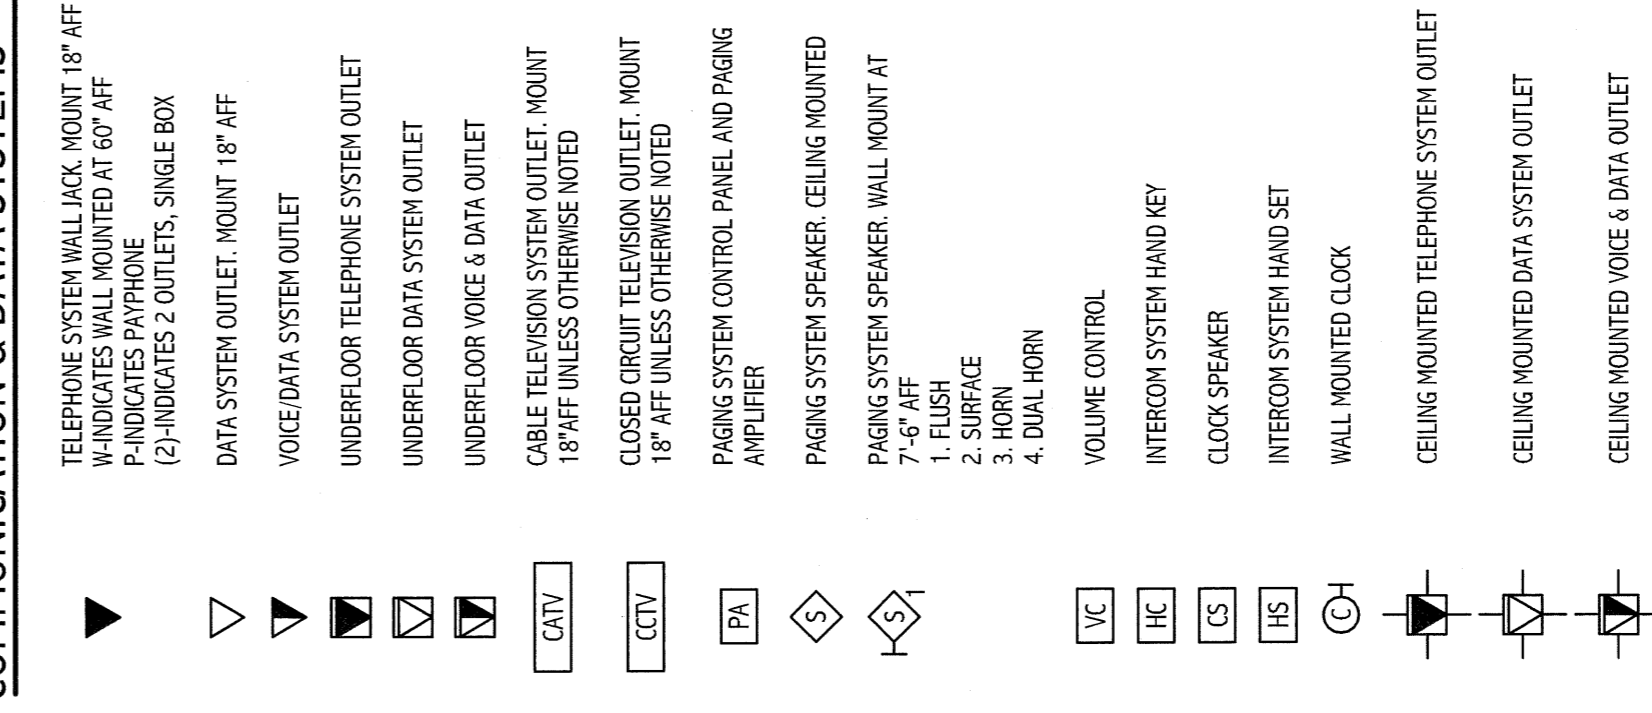 COMMUNICATION & DATA SYSTEMS
TELEPHONE SYSTEM WALL JACK. MOUNT 18" AFF
W-INDICATES WALL MOUNTED AT 60" AFF
P-INDICATES PAYPHONE
(2)-INDICATES 2 OUTLETS, SINGLE BOX
DATA SYSTEM OUTLET. MOUNT 18" AFF
VOICE/DATA SYSTEM OUTLET
UNDERFLOOR TELEPHONE SYSTEM OUTLET
UNDERFLOOR DATA SYSTEM OUTLET
UNDERFLOOR VOICE & DATA OUTLET
CATV
CABLE TELEVISION SYSTEM OUTLET. MOUNT
18"AFF UNLESS OTHERWISE NOTED
CCTV
CLOSED CIRCUIT TELEVISION OUTLET. MOUNT
18" AFF UNLESS OTHERWISE NOTED
PA
PAGING SYSTEM CONTROL PANEL AND PAGING
AMPLIFIER
S
PAGING SYSTEM SPEAKER. CEILING MOUNTED
S 1
PAGING SYSTEM SPEAKER. WALL MOUNT AT
7'-6" AFF
1. FLUSH
2. SURFACE
3. HORN
4. DUAL HORN
VC
VOLUME CONTROL
HC
INTERCOM SYSTEM HAND KEY
CS
CLOCK SPEAKER
HS
INTERCOM SYSTEM HAND SET
C
WALL MOUNTED CLOCK
CEILING MOUNTED TELEPHONE SYSTEM OUTLET
CEILING MOUNTED DATA SYSTEM OUTLET
CEILING MOUNTED VOICE & DATA OUTLET